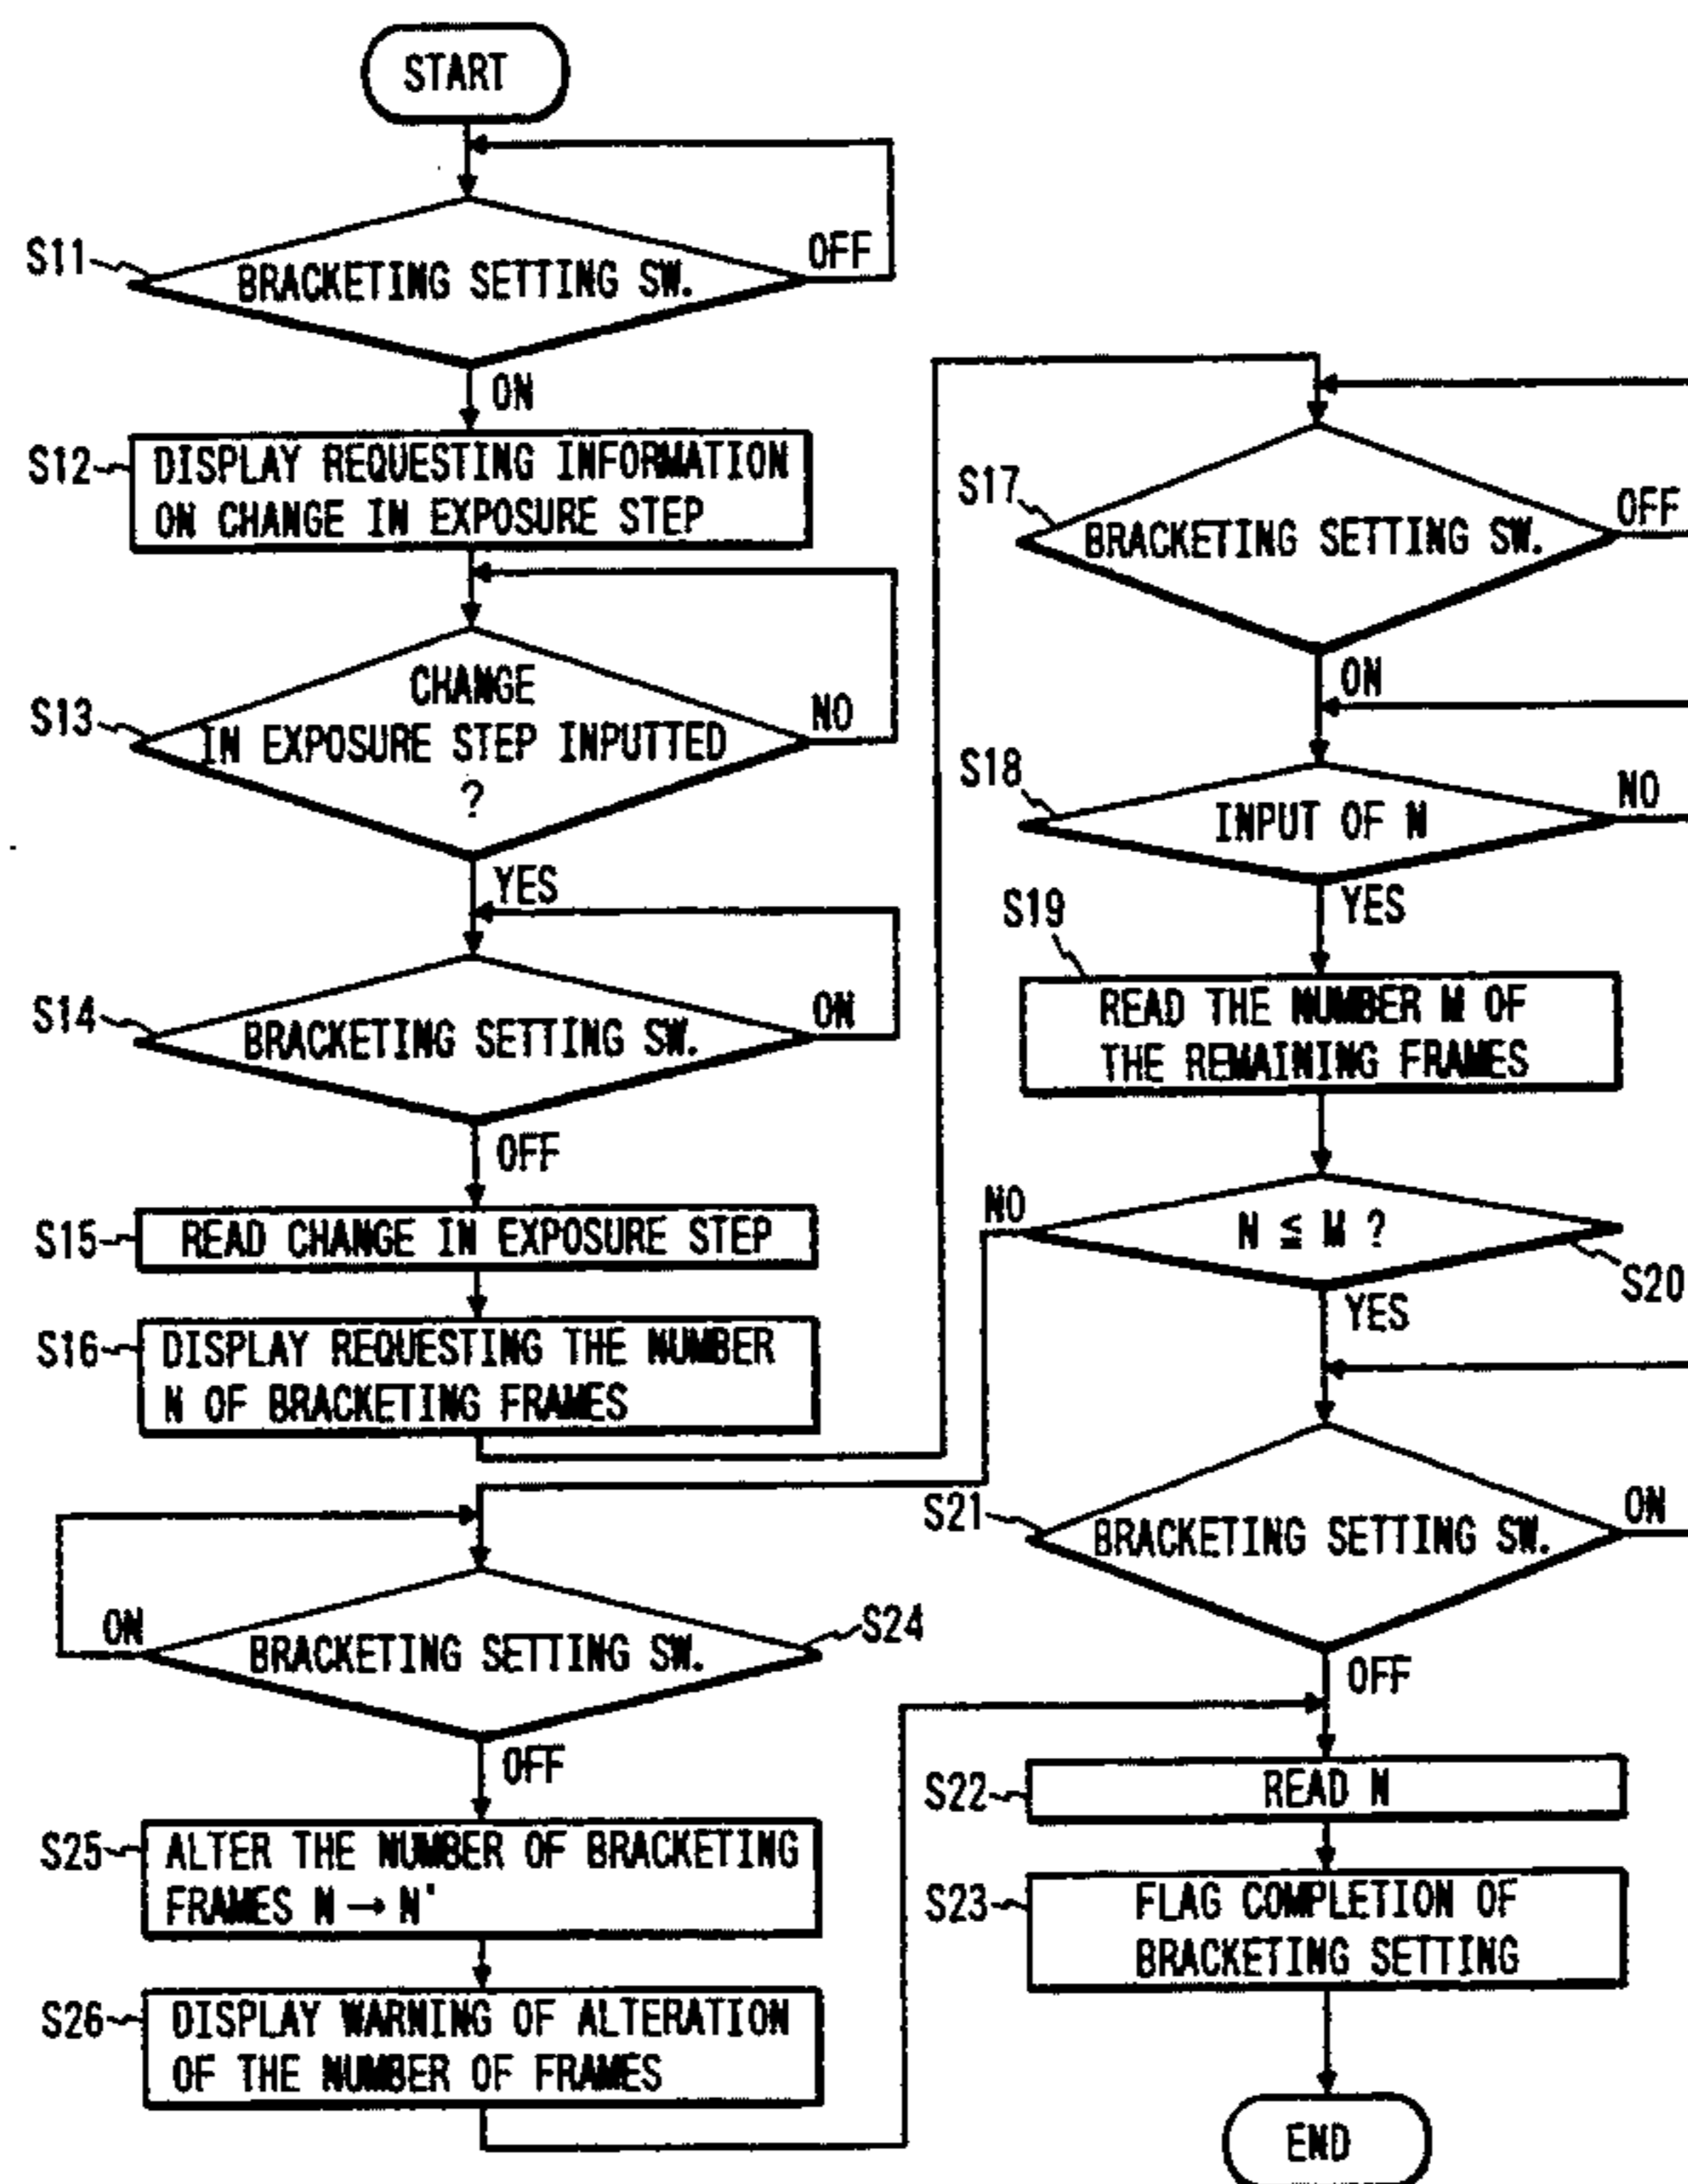 START
S11
BRACKETING SETTING SW.
OFF
ON
S12
DISPLAY REQUESTING INFORMATION
ON CHANGE IN EXPOSURE STEP
S13
CHANGE
IN EXPOSURE STEP INPUTTED
?
NO
YES
S14
BRACKETING SETTING SW.
ON
OFF
S15
READ CHANGE IN EXPOSURE STEP
S16
DISPLAY REQUESTING THE NUMBER
N OF BRACKETING FRAMES
S17
BRACKETING SETTING SW.
OFF
ON
S18
INPUT OF N
NO
YES
S19
READ THE NUMBER M OF
THE REMAINING FRAMES
NO
N ≦ M ?
S20
YES
S21
BRACKETING SETTING SW.
ON
OFF
S22
READ N
S23
FLAG COMPLETION OF
BRACKETING SETTING
END
ON
BRACKETING SETTING SW.
S24
OFF
S25
ALTER THE NUMBER OF BRACKETING
FRAMES N → N'
S26
DISPLAY WARNING OF ALTERATION
OF THE NUMBER OF FRAMES